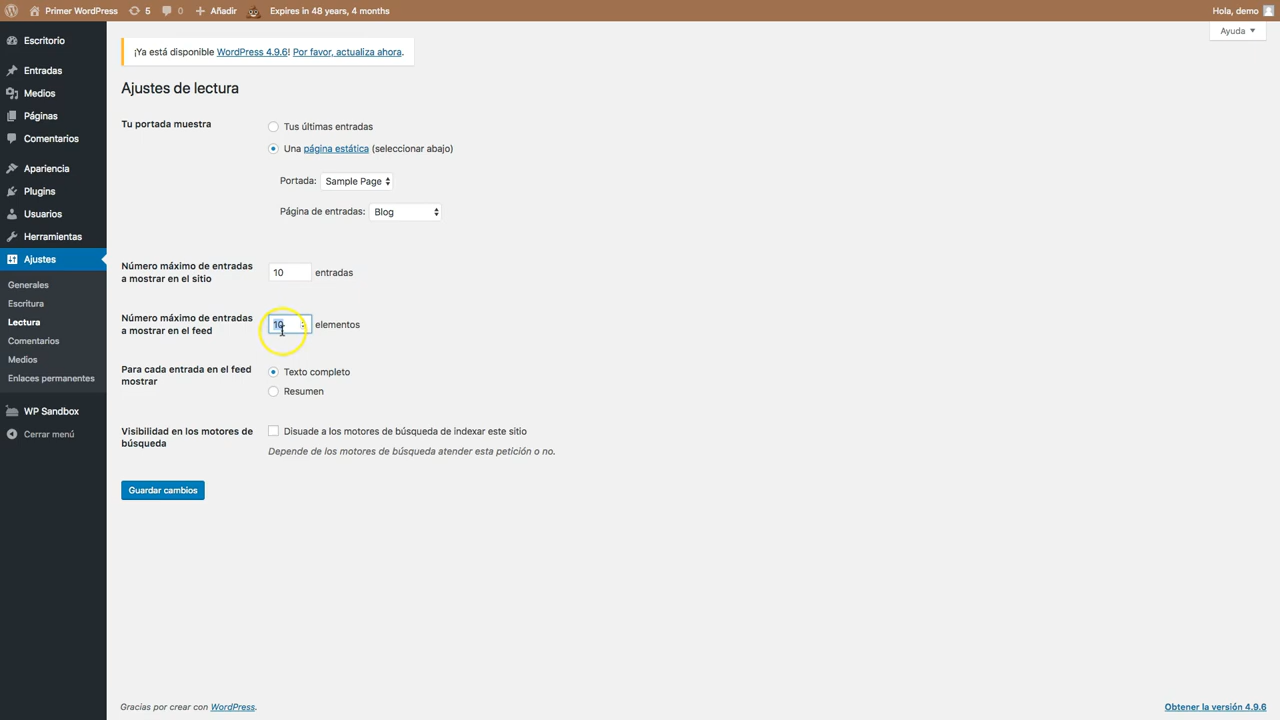 Primer WordPress 5 0 Añadir Expires in 48 years, 4 months Hola, demo
Ayuda
Escritorio
Entradas
Medios
Páginas
Comentarios
Apariencia
Plugins
Usuarios
Herramientas
Ajustes
Generales
Escritura
Lectura
Comentarios
Medios
Enlaces permanentes
WP Sandbox
Cerrar menú
¡Ya está disponible WordPress 4.9.6! Por favor, actualiza ahora.
Ajustes de lectura
Tu portada muestra
Tus últimas entradas
Una página estática (seleccionar abajo)
Portada: Sample Page
Página de entradas: Blog
Número máximo de entradas
a mostrar en el sitio
10 entradas
Número máximo de entradas
a mostrar en el feed
10 elementos
Para cada entrada en el feed
mostrar
Texto completo
Resumen
Visibilidad en los motores de
búsqueda
Disuade a los motores de búsqueda de indexar este sitio
Depende de los motores de búsqueda atender esta petición o no.
Guardar cambios
Gracias por crear con WordPress.
Obtener la versión 4.9.6